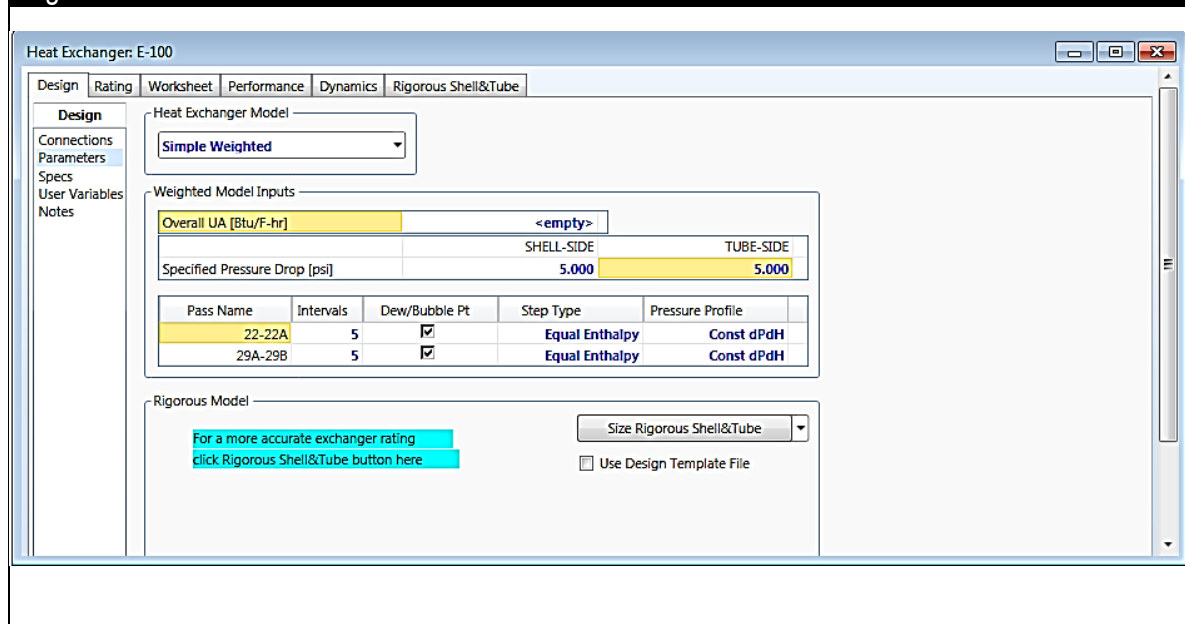 Heat Exchanger: E-100
Design Rating Worksheet Performance Dynamics Rigorous Shell&Tube
Design
Connections
Parameters
Specs
User Variables
Notes
Heat Exchanger Model
Simple Weighted
Weighted Model Inputs
Overall UA [Btu/F-hr] <empty>
SHELL-SIDE TUBE-SIDE
Specified Pressure Drop [psi] 5.000 5.000
Pass Name Intervals Dew/Bubble Pt Step Type Pressure Profile
22-22A 5 Equal Enthalpy Const dPdH
29A-29B 5 Equal Enthalpy Const dPdH
Rigorous Model
For a more accurate exchanger rating
click Rigorous Shell&Tube button here
Size Rigorous Shell&Tube
Use Design Template File